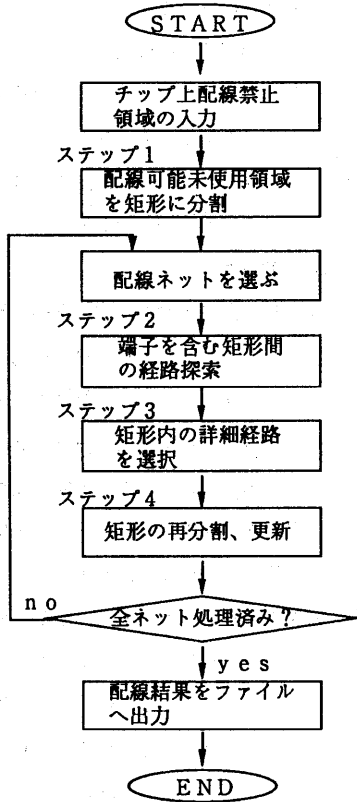 START
チップ上配線禁止
領域の入力
ステップ1
配線可能未使用領域
を矩形に分割
配線ネットを選ぶ
ステップ2
端子を含む矩形間
の経路探索
ステップ3
矩形内の詳細経路
を選択
ステップ4
矩形の再分割、更新
no
全ネット処理済み?
yes
配線結果をファイル
へ出力
END